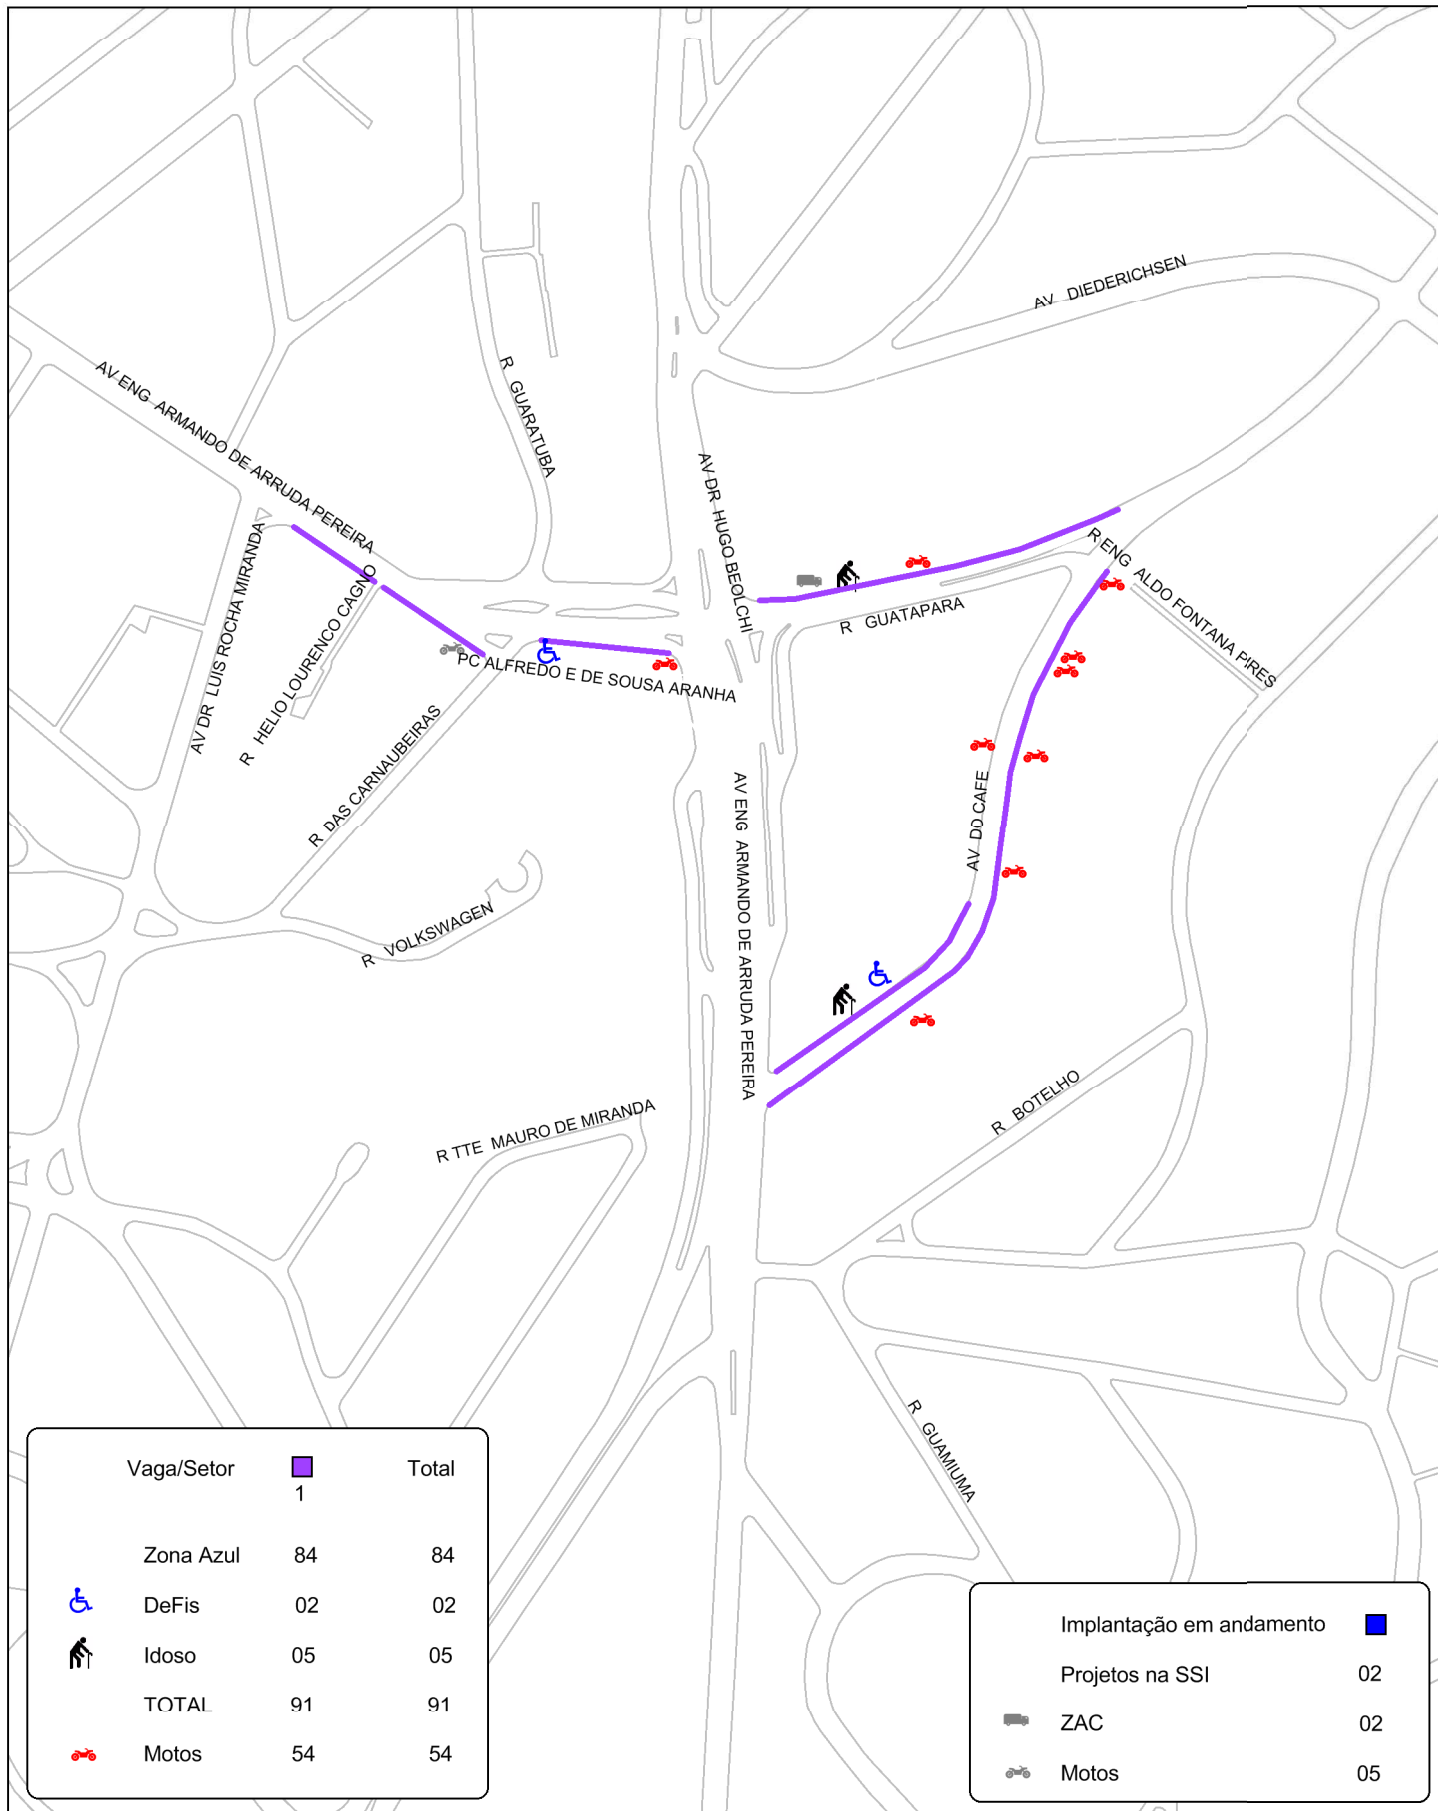 AV DIEDERICHSEN
AV ENG ARMANDO DE ARRUDA PEREIRA
R GUARATUBA
AV DR HUGO BEOLCHI
AV DR LUIS ROCHA MIRANDA
R HELIO LOURENCO CAGNO
R ENG ALDO FONTANA PIRES
R GUATAPARA
PC ALFREDO E DE SOUSA ARANHA
R DAS CARNAUBEIRAS
AV ENG ARMANDO DE ARRUDA PEREIRA
AV DO CAFE
R VOLKSWAGEN
R BOTELHO
R TTE MAURO DE MIRANDA
R GUAMIUMA
Vaga/Setor Total
1
Zona Azul 84 84
DeFis 02 02
Idoso 05 05
TOTAL 91 91
Motos 54 54
Implantação em andamento
Projetos na SSI 02
ZAC 02
Motos 05